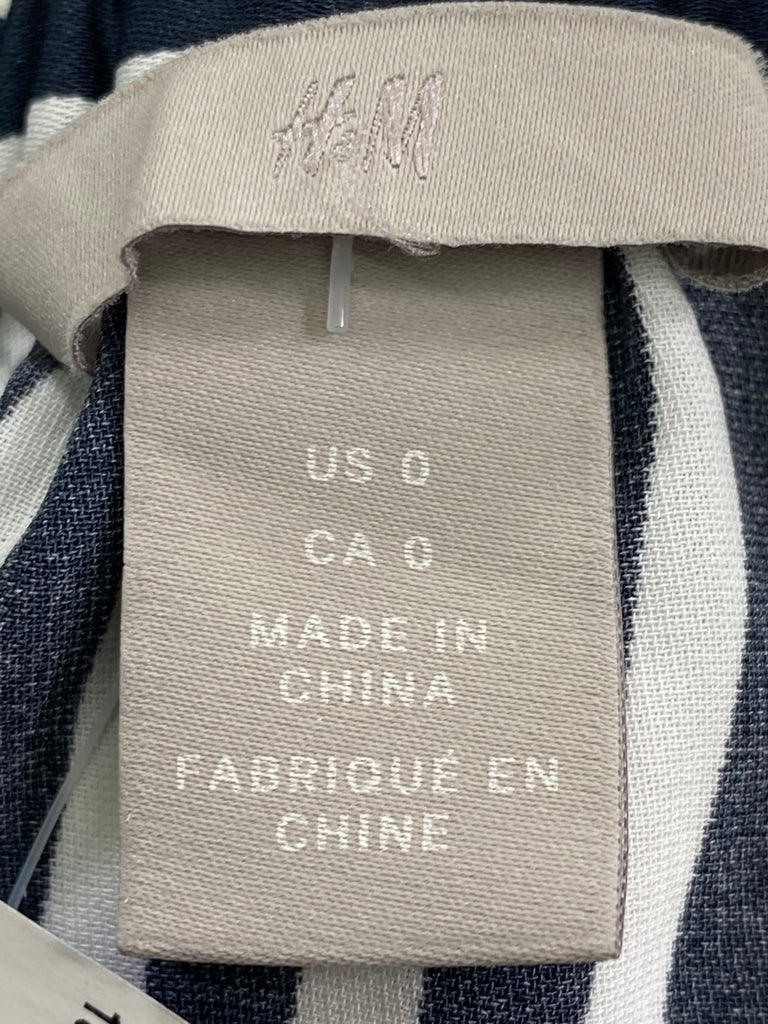 H&M
US 0
CA 0
MADE IN
CHINA
FABRIQUÉ EN
CHINE